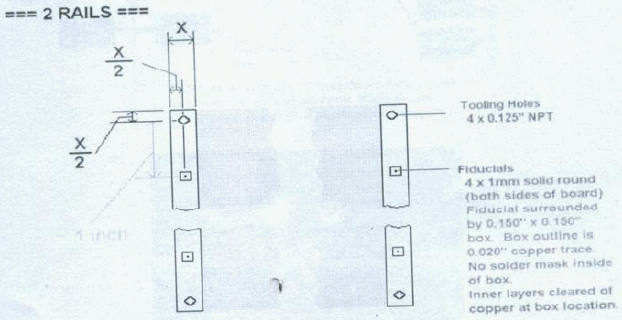 === 2 RAILS ===
X
X
2
X
2
1 inch
Tooling Holes
4 x 0.125" NPT
Fiducials
4 x 1mm solid round
(both sides of board)
Fiducial surrounded
by 0.150" x 0.150"
box. Box outline is
0.020" copper trace.
No solder mask inside
of box.
Inner layers cleared of
copper at box location.